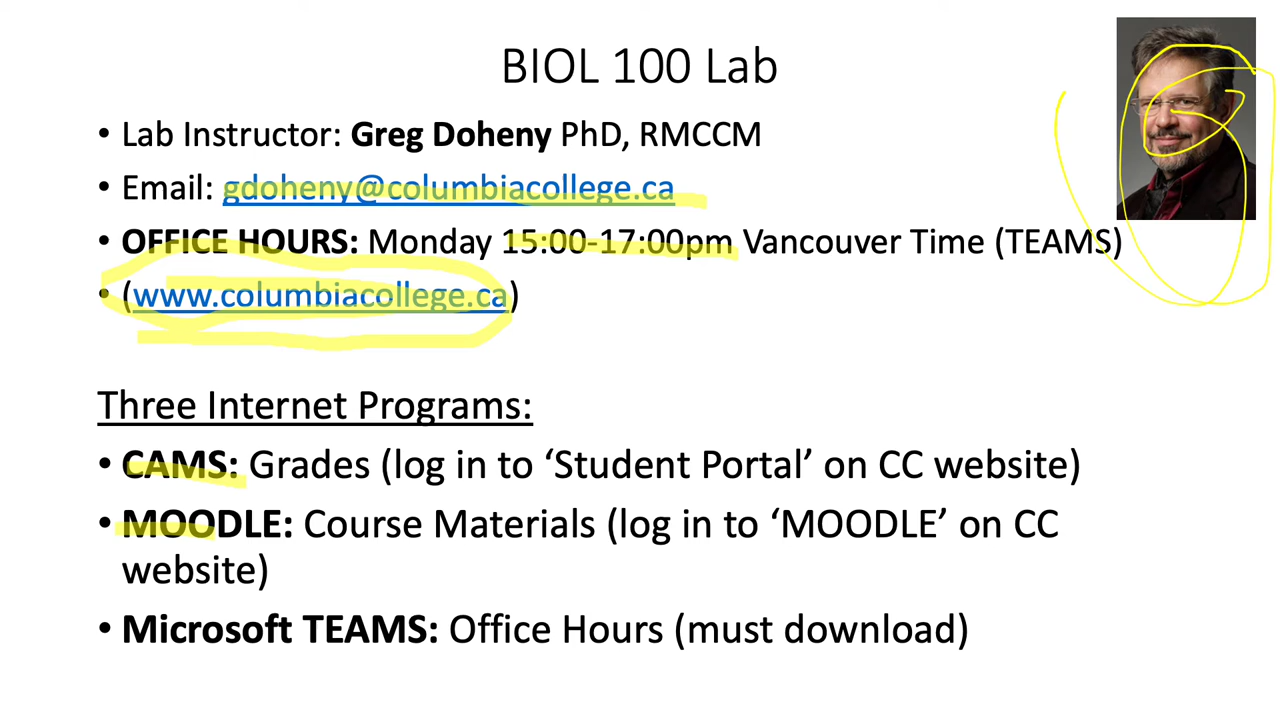 BIOL 100 Lab
• Lab Instructor: Greg Doheny PhD, RMCCM
• Email: gdoheny@columbiacollege.ca
• OFFICE HOURS: Monday 15:00-17:00pm Vancouver Time (TEAMS)
• (www.columbiacollege.ca)
Three Internet Programs:
• CAMS: Grades (log in to ‘Student Portal’ on CC website)
• MOODLE: Course Materials (log in to ‘MOODLE’ on CC
website)
• Microsoft TEAMS: Office Hours (must download)